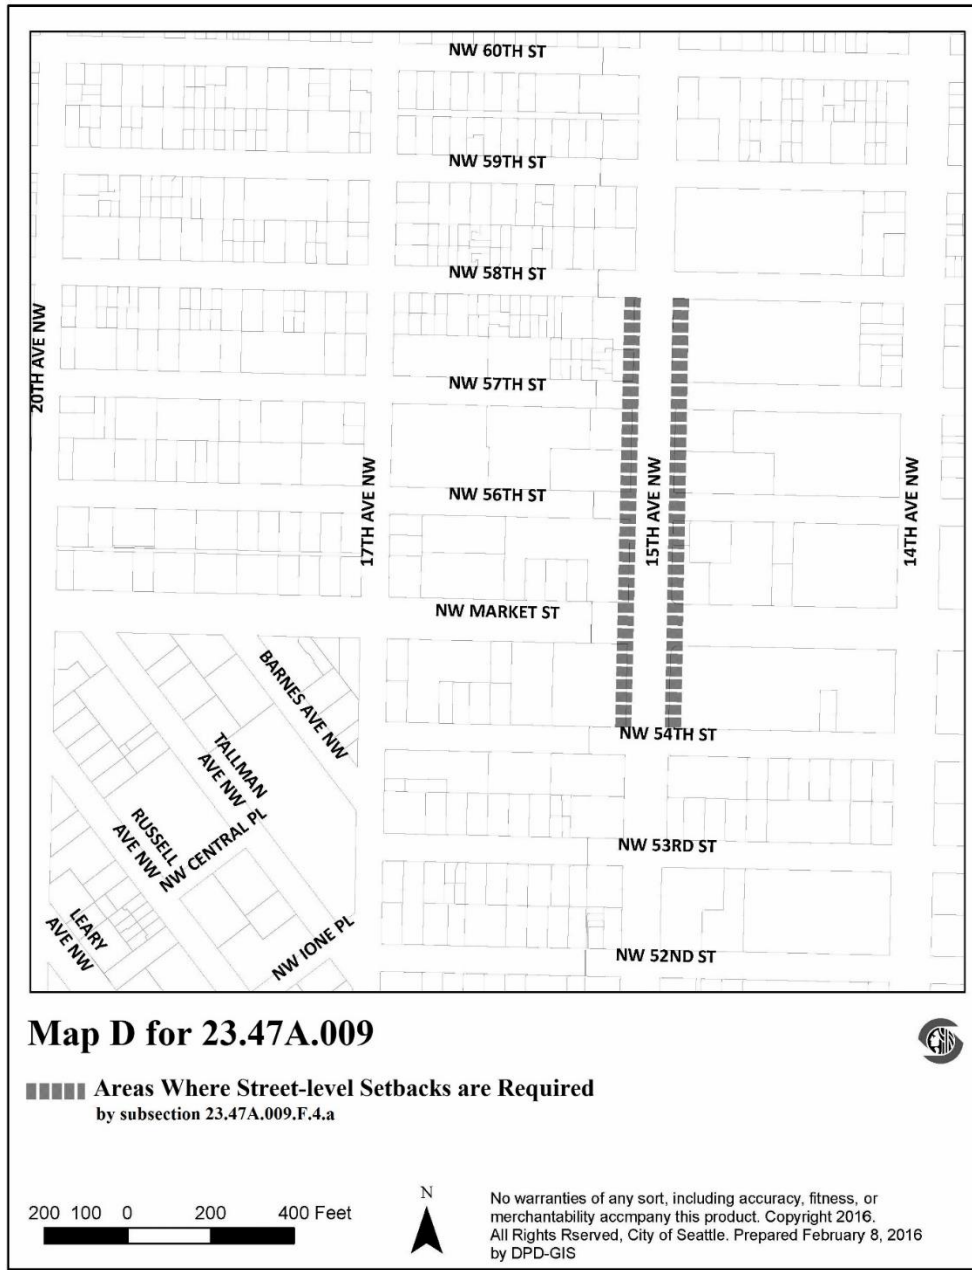 NW 60TH ST
NW 59TH ST
NW 58TH ST
20TH AVE NW
NW 57TH ST
17TH AVE NW
NW 56TH ST
15TH AVE NW
14TH AVE NW
NW MARKET ST
BARNES AVE NW
TALLMAN
AVE NW
NW 54TH ST
RUSSELL
AVE NW
NW CENTRAL PL
NW 53RD ST
LEARY
AVE NW
NW IONE PL
NW 52ND ST
Map D for 23.47A.009
Areas Where Street-level Setbacks are Required
by subsection 23.47A.009.F.4.a
200 100 0 200 400 Feet
N
No warranties of any sort, including accuracy, fitness, or
merchantability accmpany this product. Copyright 2016.
All Rights Rserved, City of Seattle. Prepared February 8, 2016
by DPD-GIS